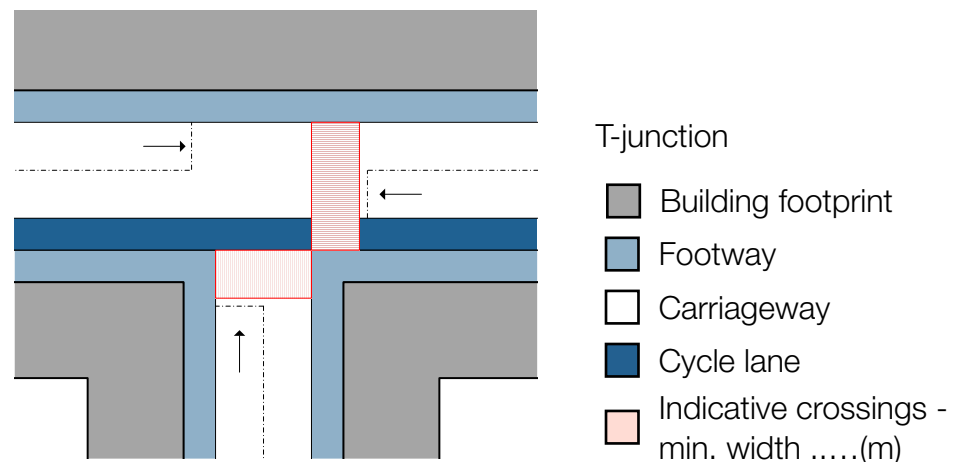 T-junction
Building footprint
Footway
Carriageway
Cycle lane
Indicative crossings -
min. width ..…(m)